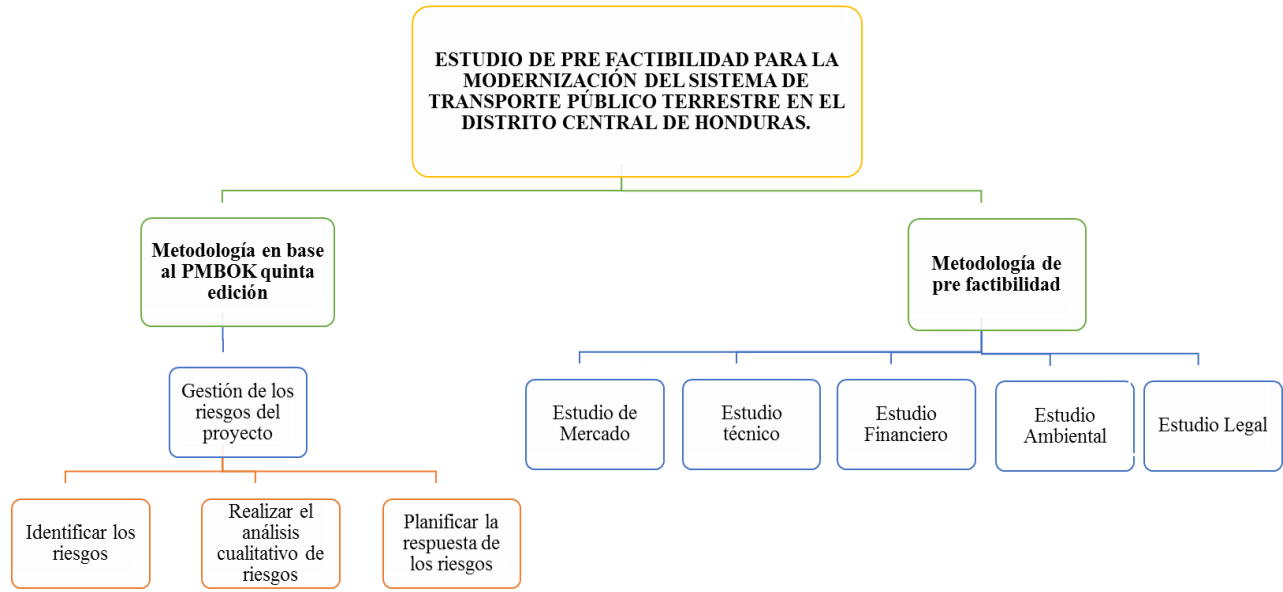 ESTUDIO DE PRE FACTIBILIDAD PARA LA
MODERNIZACIÓN DEL SISTEMA DE
TRANSPORTE PÚBLICO TERRESTRE EN EL
DISTRITO CENTRAL DE HONDURAS.
Metodología en base
al PMBOK quinta
edición
Metodología de
pre factibilidad
Gestión de los
riesgos del
proyecto
Estudio de
Mercado
Estudio
técnico
Estudio
Financiero
Estudio
Ambiental
Estudio Legal
Identificar los
riesgos
Realizar el
análisis
cualitativo de
riesgos
Planificar la
respuesta de
los riesgos